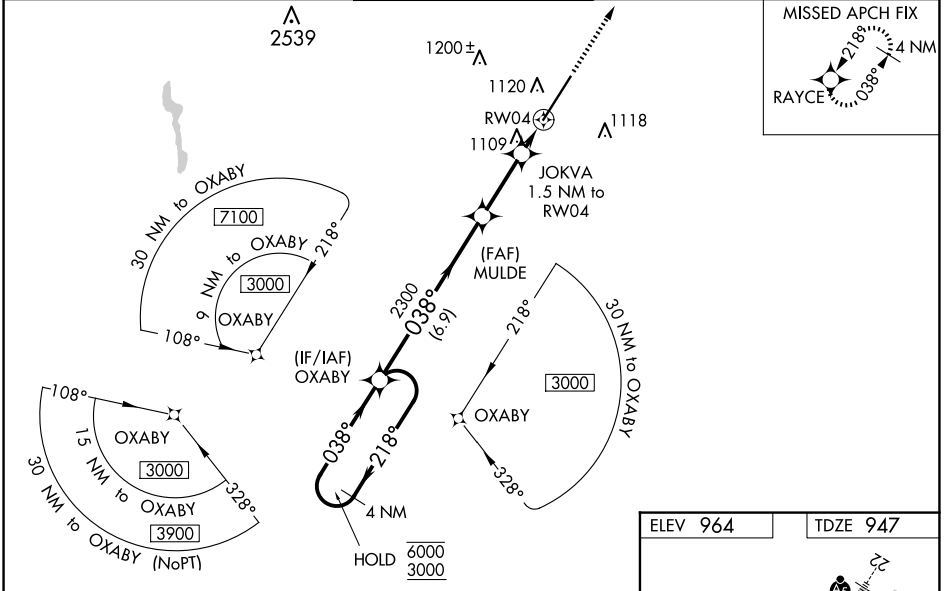 2539
1200±
1120
RW04
1109
1118
JOKVA
1.5 NM to
RW04
MISSED APCH FIX
218°
4 NM
038°
RAYCE
30 NM to OXABY
7100
9 NM to OXABY
3000
218°
OXABY
108°
(FAF)
MULDE
2300
038°
(6.9)
(IF/IAF)
OXABY
218°
30 NM to OXABY
3000
OXABY
328°
108°
OXABY
15 NM to OXABY
3000
328°
30 NM to OXABY (NoPT)
3900
038°
218°
4 NM
HOLD
6000
3000
ELEV 964
TDZE 947
22